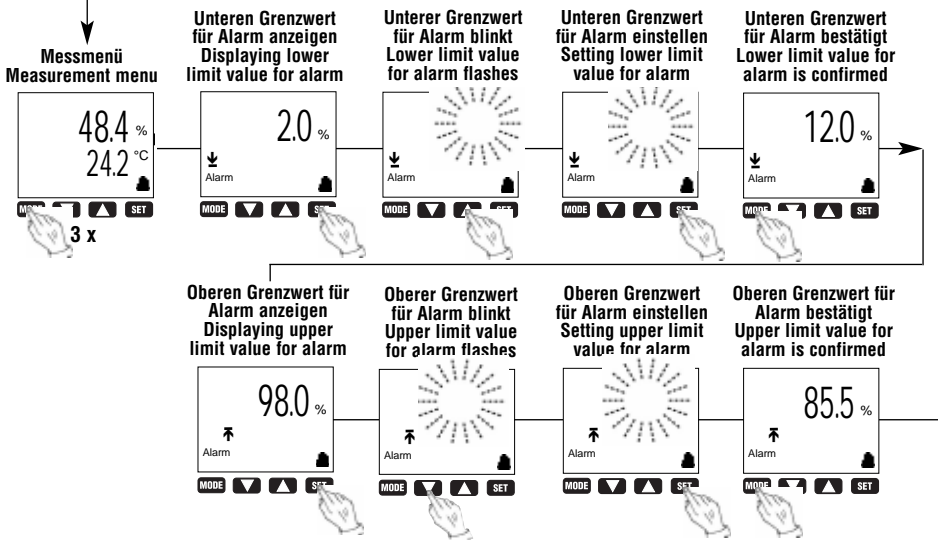 Messmenü
Measurement menu
48.4 %
24.2 °C
MODE SET
3 x
Unteren Grenzwert
für Alarm anzeigen
Displaying lower
limit value for alarm
2.0 %
Alarm
MODE SET
Unterer Grenzwert
für Alarm blinkt
Lower limit value
for alarm flashes
Alarm
MODE SET
Unteren Grenzwert
für Alarm einstellen
Setting lower limit
value for alarm
Alarm
MODE SET
Unteren Grenzwert
für Alarm bestätigt
Lower limit value for
alarm is confirmed
12.0 %
Alarm
MODE SET
Oberen Grenzwert für
Alarm anzeigen
Displaying upper
limit value for alarm
98.0 %
Alarm
MODE SET
Oberer Grenzwert
für Alarm blinkt
Upper limit value
for alarm flashes
Alarm
MODE SET
Oberen Grenzwert
für Alarm einstellen
Setting upper limit
value for alarm
Alarm
MODE SET
Oberen Grenzwert für
Alarm bestätigt
Upper limit value for
alarm is confirmed
85.5 %
Alarm
MODE SET